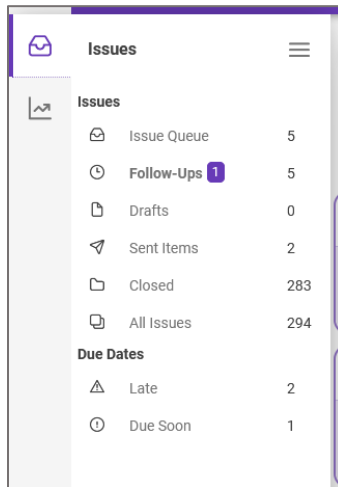 Issues
Issues
Issue Queue 5
Follow-Ups 1 5
Drafts 0
Sent Items 2
Closed 283
All Issues 294
Due Dates
Late 2
Due Soon 1